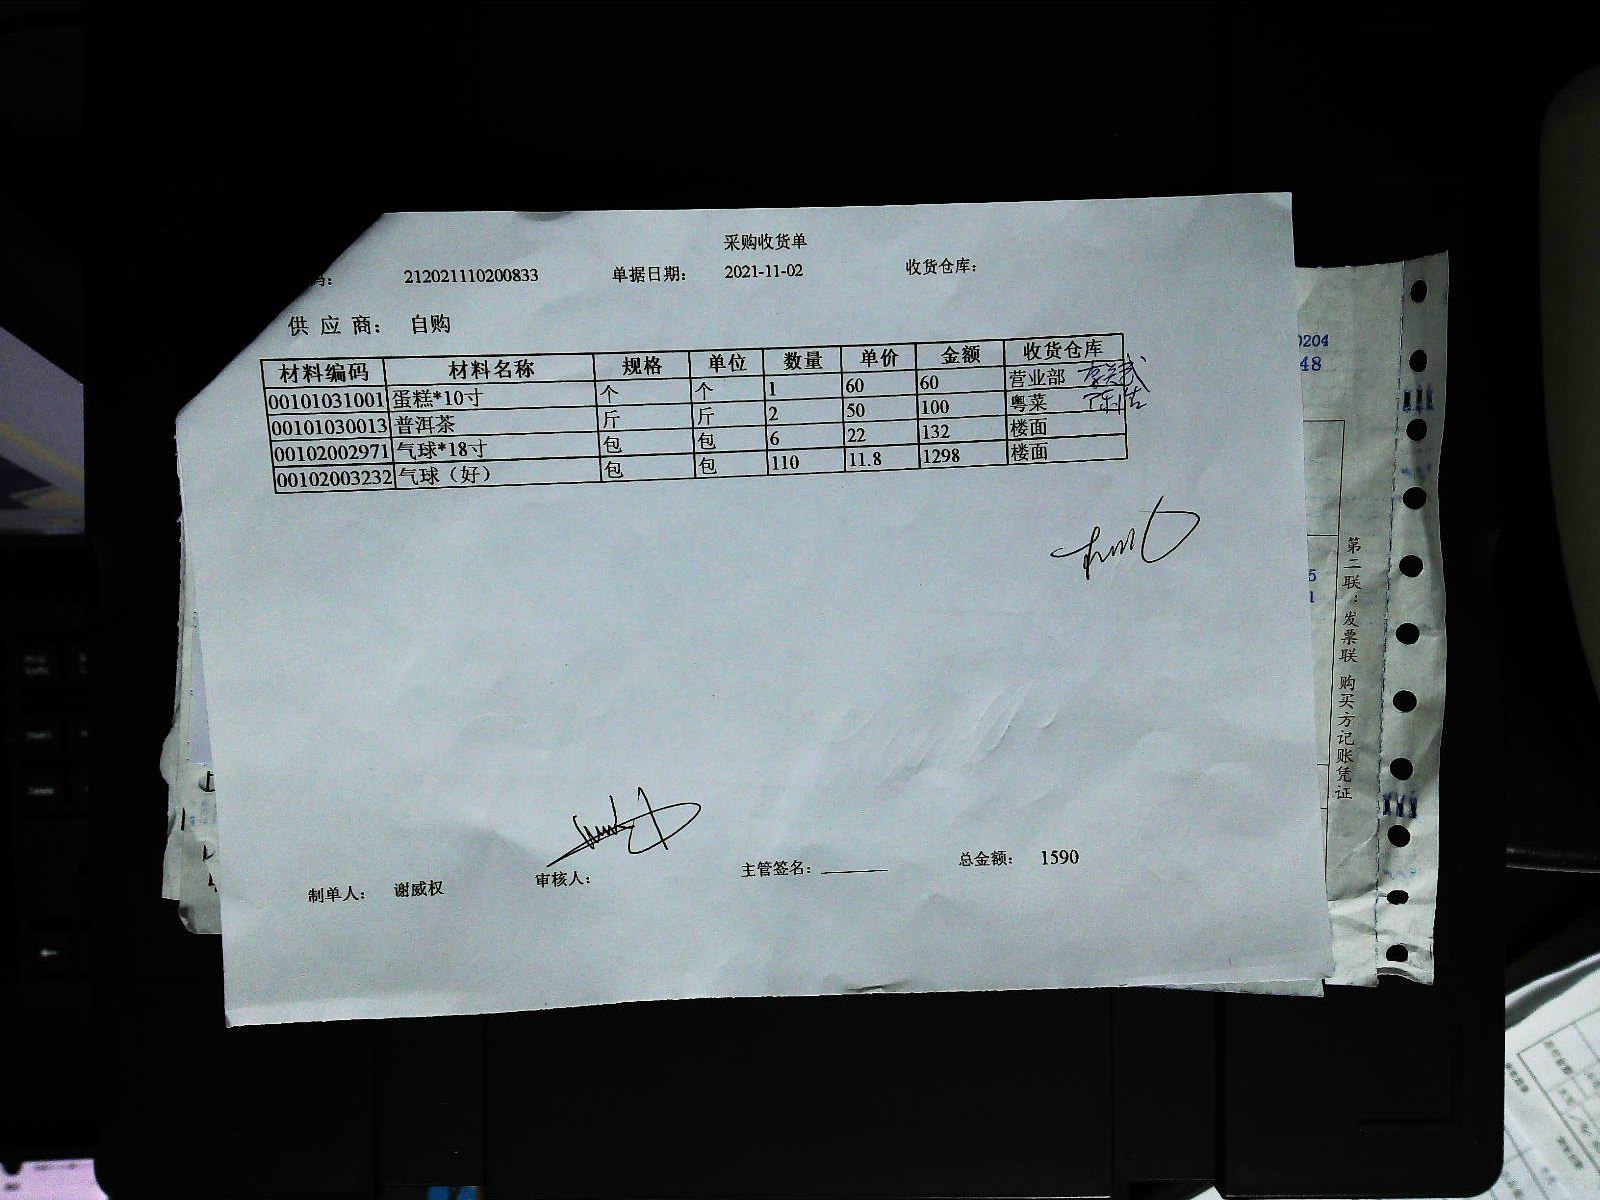 采购收货单
码: 212021110200833 单据日期: 2021-11-02 收货仓库:
供 应 商: 自购
材料编码 材料名称 规格 单位 数量 单价 金额 收货仓库
00101031001 蛋糕*10寸 个 个 1 60 60 营业部
00101030013 普洱茶 斤 斤 2 50 100 粤菜
00102002971 气球*18寸 包 包 6 22 132 楼面
00102003232 气球（好） 包 包 110 11.8 1298 楼面
制单人: 谢威权 审核人: 主管签名: 总金额: 1590
0204
48
5
1
第二联：发票联 购买方记账凭证
Delete